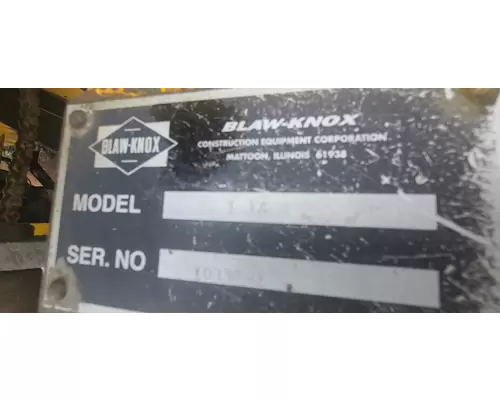 BLAW-KNOX
BLAW-KNOX
CONSTRUCTION EQUIPMENT CORPORATION
MATTOON, ILLINOIS 61938
MODEL
SER. NO